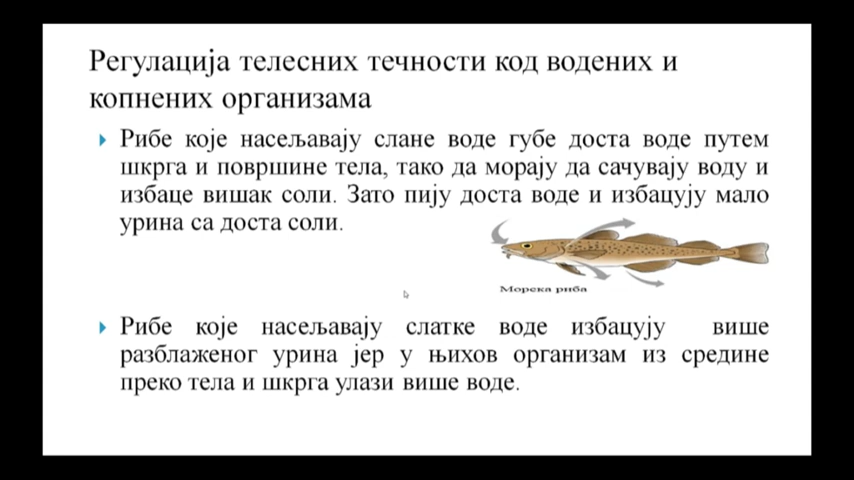 Регулација телесних течности код водених и
копнених организама
Рибе које насељавају слане воде губе доста воде путем
шкрга и површине тела, тако да морају да сачувају воду и
избаце вишак соли. Зато пију доста воде и избацују мало
урина са доста соли.
Морска риба
Рибе које насељавају слатке воде избацују више
разблаженог урина јер у њихов организам из средине
преко тела и шкрга улази више воде.